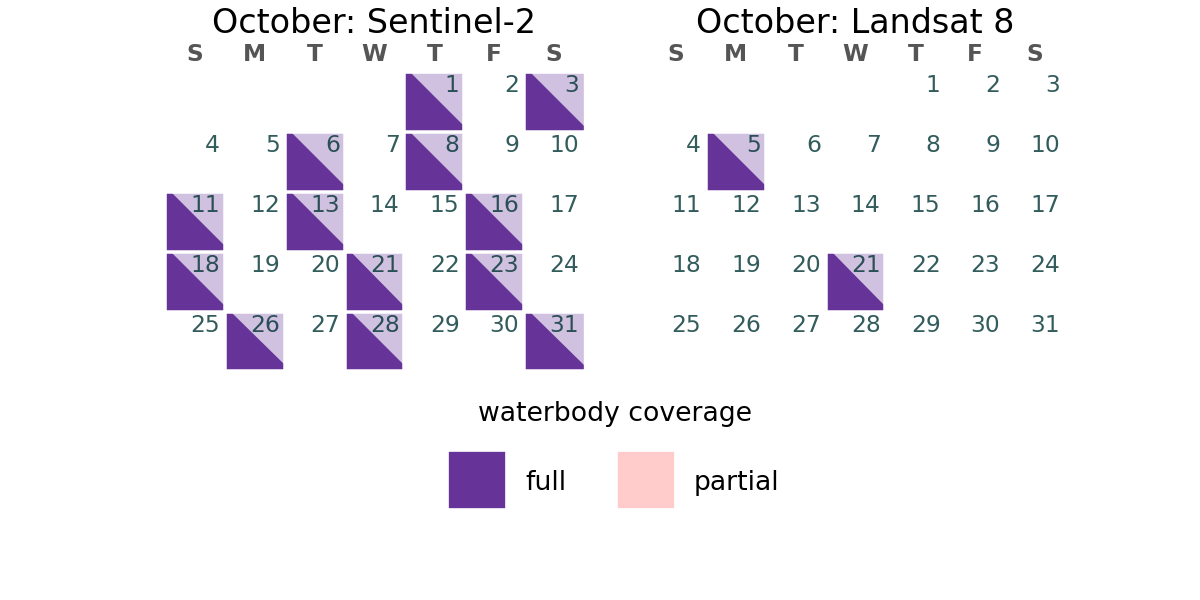 October: Sentinel-2
S M T W T F S
1 2 3
4 5 6 7 8 9 10
11 12 13 14 15 16 17
18 19 20 21 22 23 24
25 26 27 28 29 30 31
October: Landsat 8
S M T W T F S
1 2 3
4 5 6 7 8 9 10
11 12 13 14 15 16 17
18 19 20 21 22 23 24
25 26 27 28 29 30 31
waterbody coverage
full partial